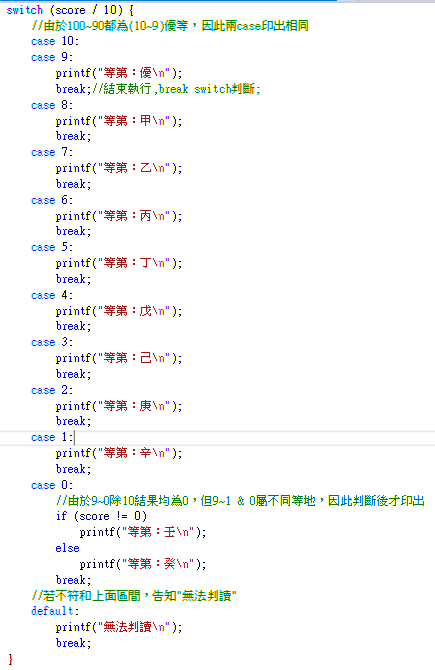 switch (score / 10) {
//由於100~90都為(10~9)優等，因此兩case印出相同
case 10:
case 9:
printf("等第：優\n");
break;//結束執行,break switch判斷;
case 8:
printf("等第：甲\n");
break;
case 7:
printf("等第：乙\n");
break;
case 6:
printf("等第：丙\n");
break;
case 5:
printf("等第：丁\n");
break;
case 4:
printf("等第：戊\n");
break;
case 3:
printf("等第：己\n");
break;
case 2:
printf("等第：庚\n");
break;
case 1:
printf("等第：辛\n");
break;
case 0:
//由於9~0除10結果均為0，但9~1 & 0屬不同等地，因此判斷後才印出
if (score != 0)
printf("等第：壬\n");
else
printf("等第：癸\n");
break;
//若不符和上面區間，告知"無法判讀"
default:
printf("無法判讀\n");
break;
}